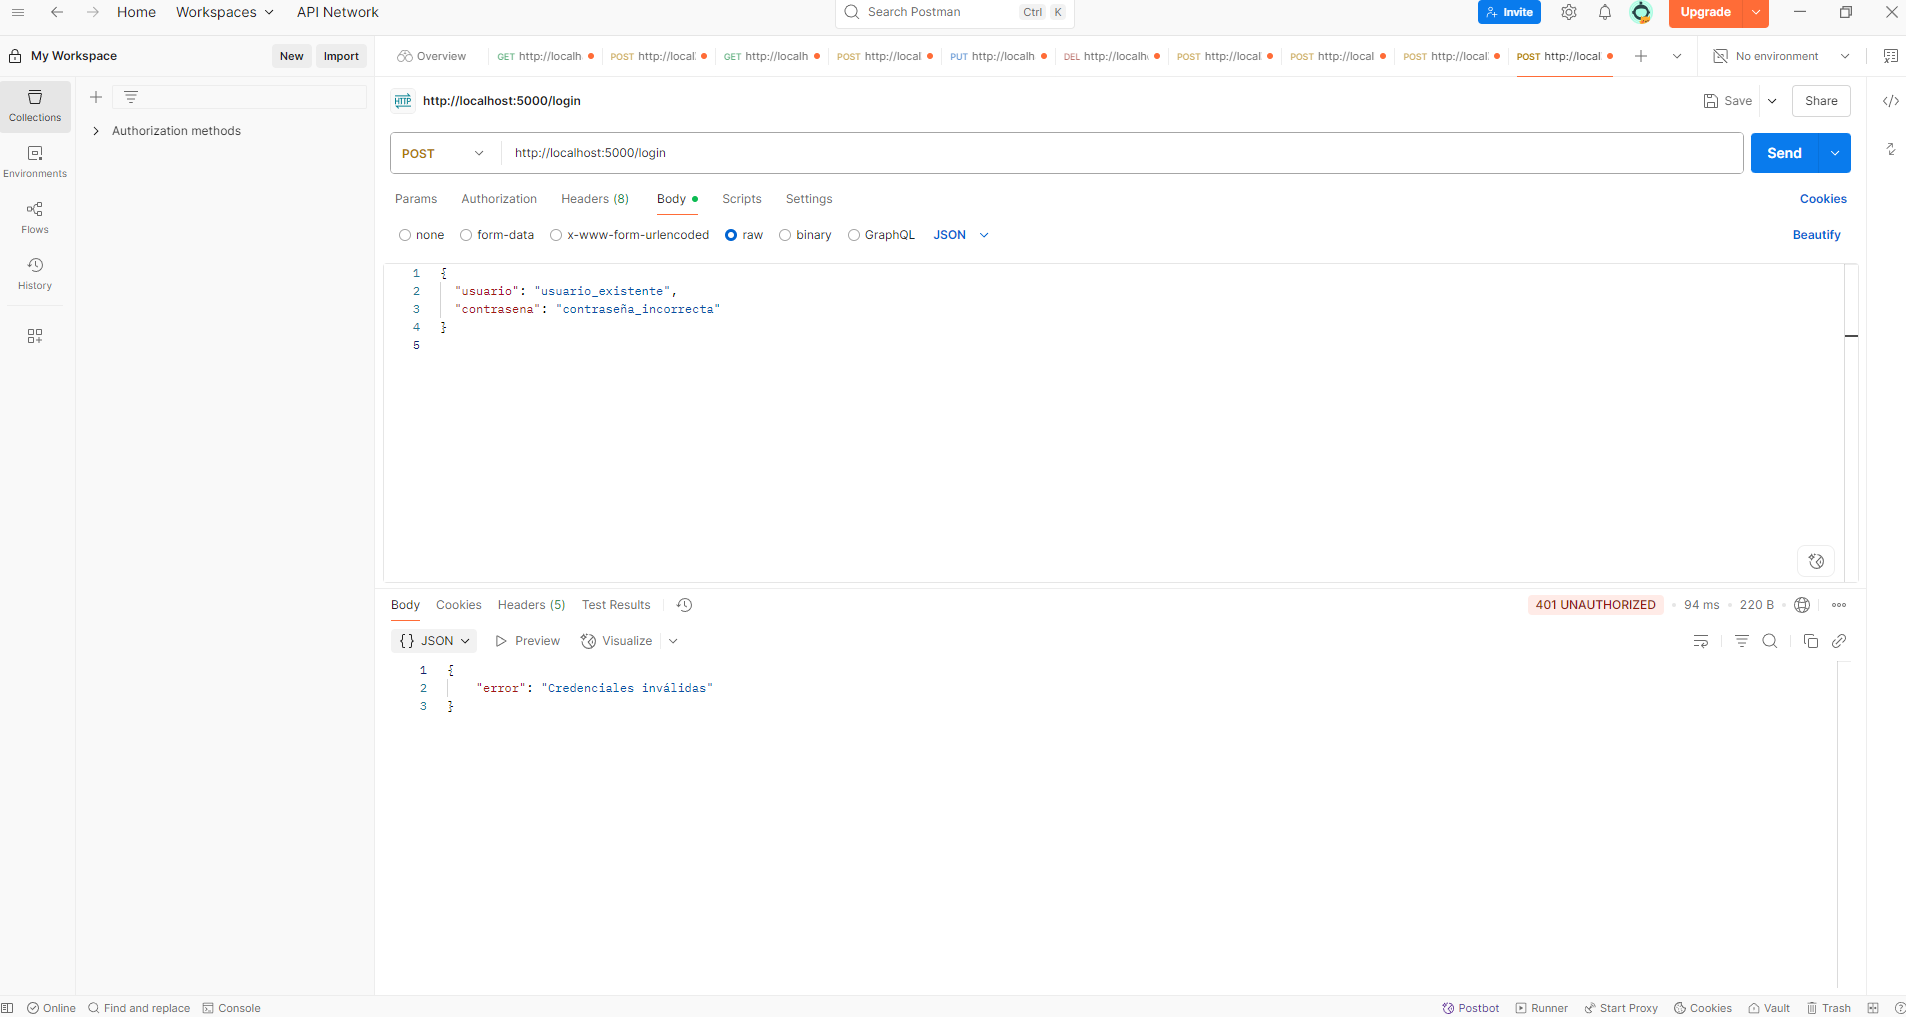 Home Workspaces API Network Search Postman Ctrl K Invite Upgrade
My Workspace New Import Overview GET http://localh POST http://local: GET http://localh POST http://local PUT http://localh DEL http://localh POST http://local POST http://local POST http://local: POST http://local No environment
Collections
Environments
Flows
History
Authorization methods
HTTP http://localhost:5000/login Save Share
POST http://localhost:5000/login Send
Params Authorization Headers (8) Body Scripts Settings Cookies
none form-data x-www-form-urlencoded raw binary GraphQL JSON Beautify
1 {
2 "usuario": "usuario_existente",
3 "contrasena": "contraseña_incorrecta"
4 }
5
Body Cookies Headers (5) Test Results 401 UNAUTHORIZED • 94 ms • 220 B •
{} JSON Preview Visualize
1 {
2 "error": "Credenciales inválidas"
3 }
Online Find and replace Console Postbot Runner Start Proxy Cookies Vault Trash